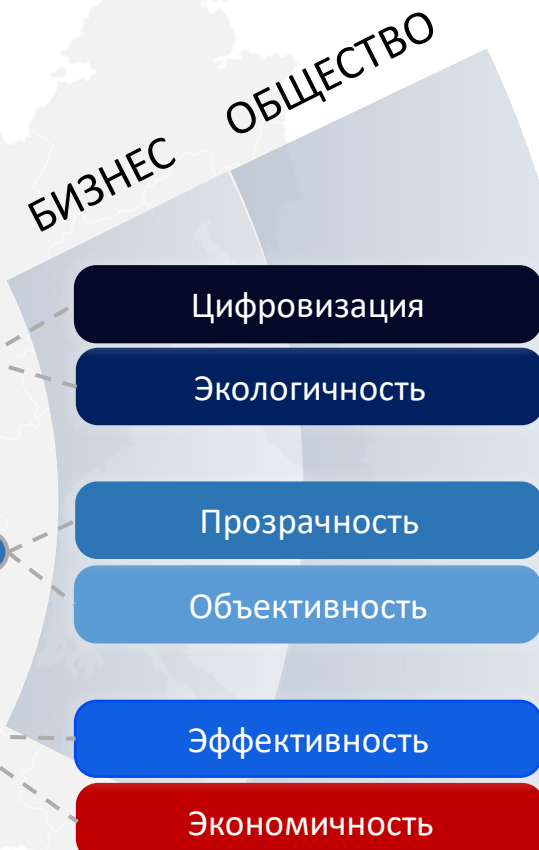 БИЗНЕС
ОБЩЕСТВО
Цифровизация
Экологичность
Прозрачность
Объективность
Эффективность
Экономичность